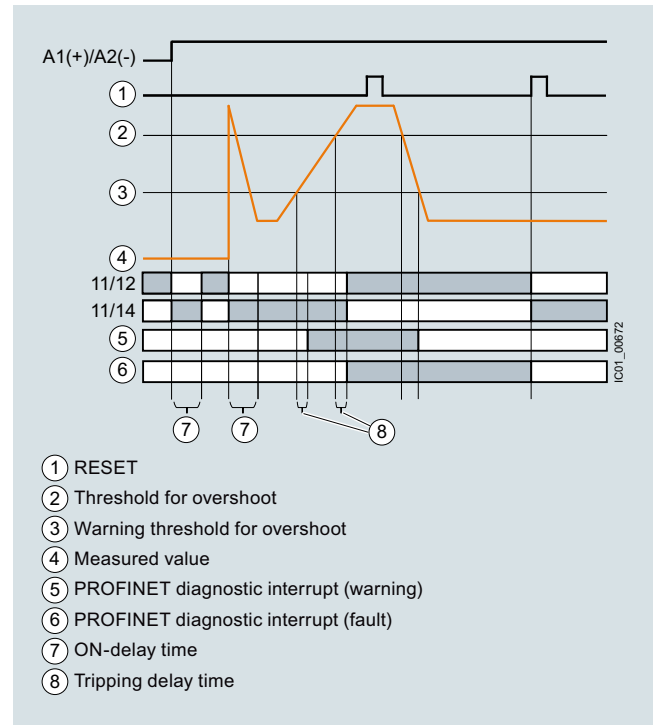 A1(+)/A2(-)
1
2
3
4
11/12
11/14
5
6
7 7 8
IC01_00672
1 RESET
2 Threshold for overshoot
3 Warning threshold for overshoot
4 Measured value
5 PROFINET diagnostic interrupt (warning)
6 PROFINET diagnostic interrupt (fault)
7 ON-delay time
8 Tripping delay time